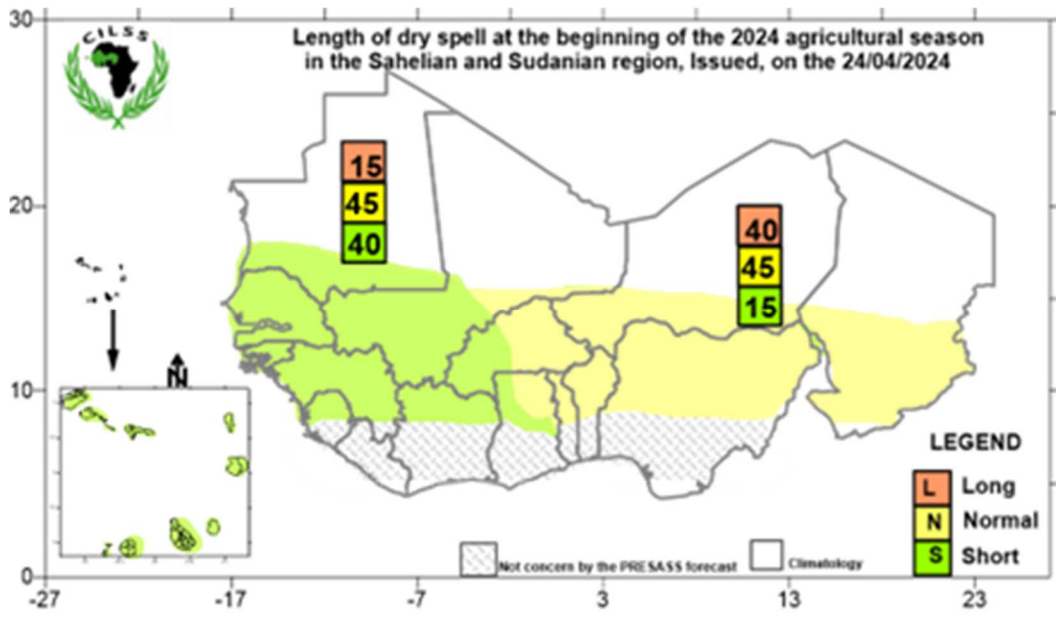 30
CILSS
Length of dry spell at the beginning of the 2024 agricultural season
in the Sahelian and Sudanian region, Issued, on the 24/04/2024
15
45
40
20
40
45
15
N
10
LEGEND
L Long
N Normal
S Short
Not concern by the PRESASS forecast
Climatology
0
-27 -17 -7 3 13 23